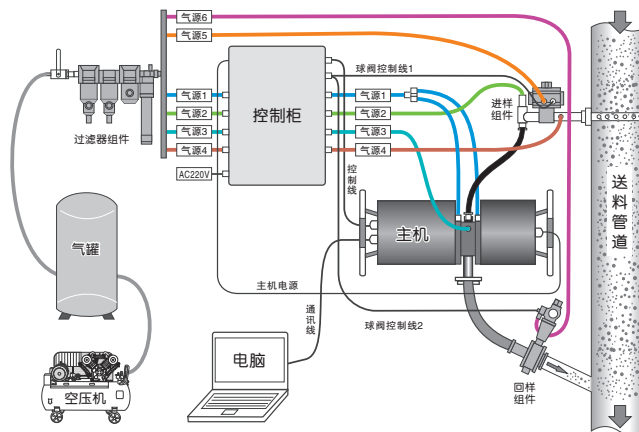 气源6
气源5
气源1
气源2
气源3
气源4
AC220V
过滤器组件
控制柜
球阀控制线1
气源1
气源2
气源3
气源4
进样
组件
送料管道
控制线
主机
气罐
主机电源
通讯线
球阀控制线2
电脑
空压机
回样
组件